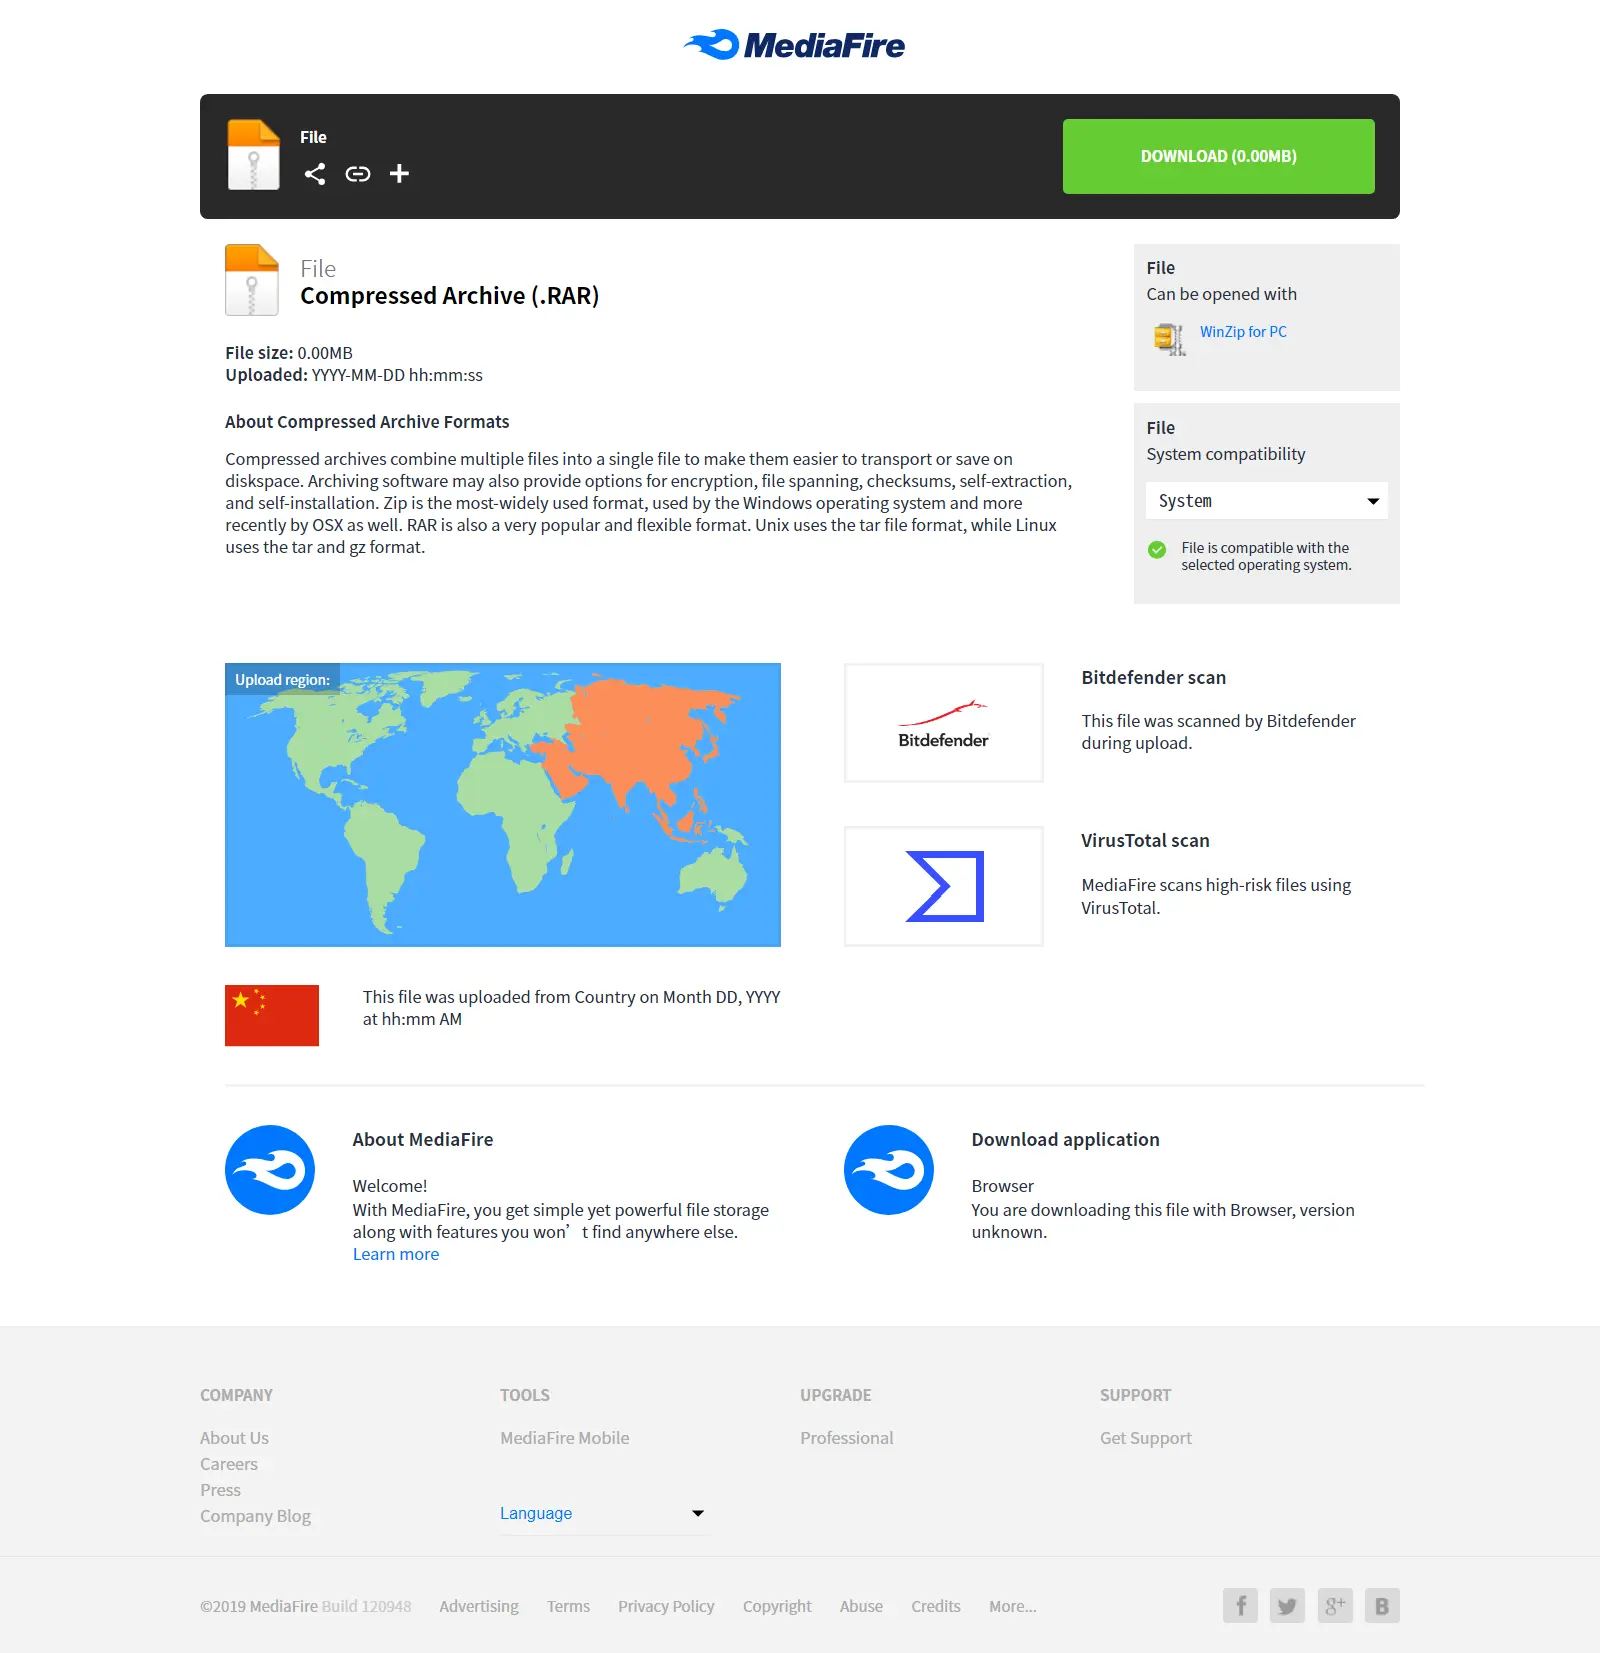 MediaFire
File
DOWNLOAD (0.00MB)
File
Compressed Archive (.RAR)
File size: 0.00MB
Uploaded: YYYY-MM-DD hh:mm:ss
About Compressed Archive Formats
Compressed archives combine multiple files into a single file to make them easier to transport or save on
diskspace. Archiving software may also provide options for encryption, file spanning, checksums, self-extraction,
and self-installation. Zip is the most-widely used format, used by the Windows operating system and more
recently by OSX as well. RAR is also a very popular and flexible format. Unix uses the tar file format, while Linux
uses the tar and gz format.
File
Can be opened with
WinZip for PC
File
System compatibility
System
File is compatible with the
selected operating system.
Upload region:
Bitdefender
Bitdefender scan
This file was scanned by Bitdefender
during upload.
VirusTotal scan
MediaFire scans high-risk files using
VirusTotal.
This file was uploaded from Country on Month DD, YYYY
at hh:mm AM
About MediaFire
Welcome!
With MediaFire, you get simple yet powerful file storage
along with features you won’t find anywhere else.
Learn more
Download application
Browser
You are downloading this file with Browser, version
unknown.
COMPANY
About Us
Careers
Press
Company Blog
TOOLS
MediaFire Mobile
Language
UPGRADE
Professional
SUPPORT
Get Support
©2019 MediaFire Build 120948 Advertising Terms Privacy Policy Copyright Abuse Credits More...
f g+ B